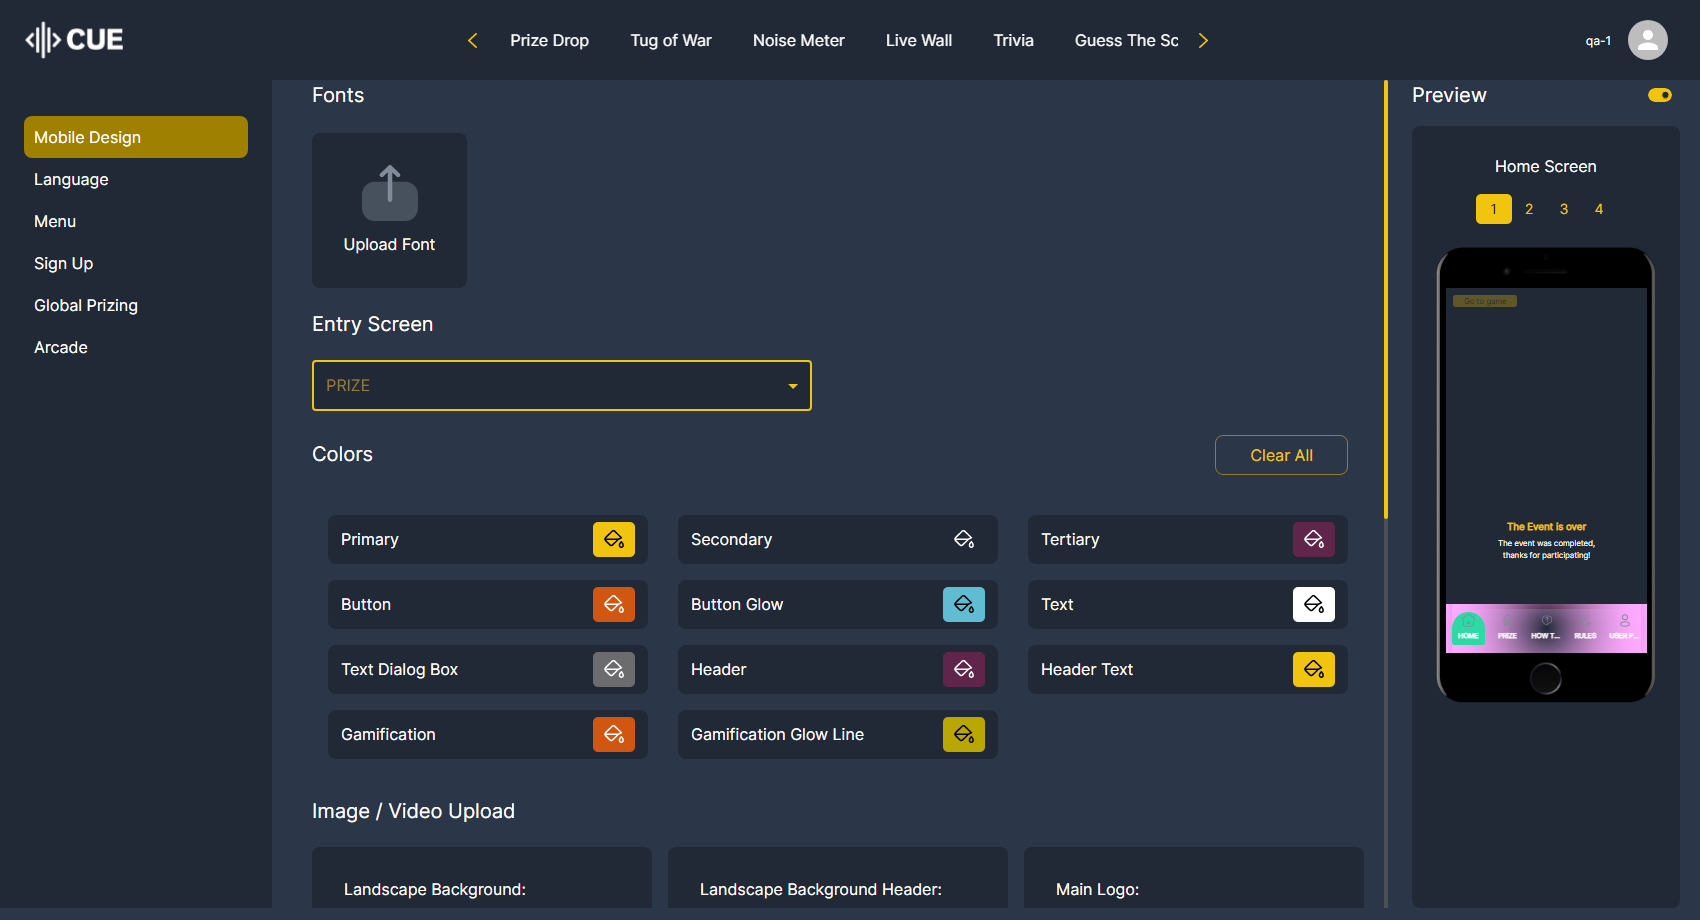 CUE
Prize Drop
Tug of War
Noise Meter
Live Wall
Trivia
Guess The Sc
qa-1
Mobile Design
Language
Menu
Sign Up
Global Prizing
Arcade
Fonts
Upload Font
Entry Screen
PRIZE
Colors
Clear All
Primary
Secondary
Tertiary
Button
Button Glow
Text
Text Dialog Box
Header
Header Text
Gamification
Gamification Glow Line
Image / Video Upload
Landscape Background:
Landscape Background Header:
Main Logo:
Preview
Home Screen
1 2 3 4
Go to game
The Event is over
The event was completed,
thanks for participating!
HOME
PRIZE
HOW T...
RULES
USER P...